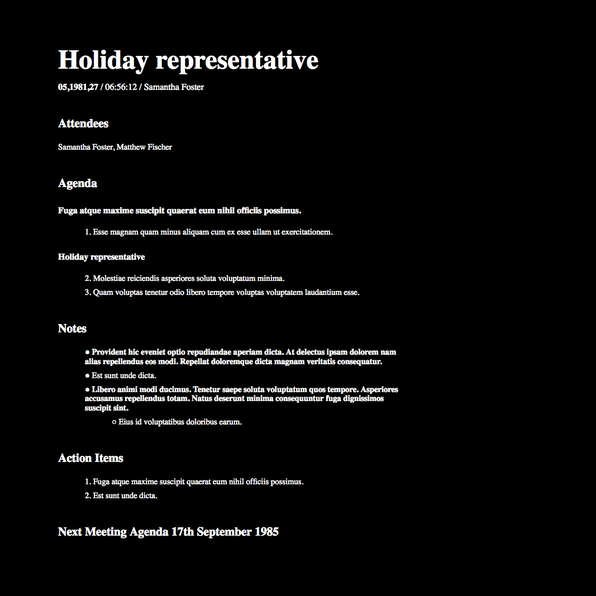 Holiday representative
05,1981,27 / 06:56:12 / Samantha Foster
Attendees
Samantha Foster, Matthew Fischer
Agenda
Fuga atque maxime suscipit quaerat eum nihil officiis possimus.
1. Esse magnam quam minus aliquam cum ex esse ullam ut exercitationem.
Holiday representative
2. Molestiae reiciendis asperiores soluta voluptatum minima.
3. Quam voluptas tenetur odio libero tempore voluptas voluptatem laudantium esse.
Notes
● Provident hic eveniet optio repudiandae aperiam dicta. At delectus ipsam dolorem nam
alias repellendus eos modi. Repellat doloremque dicta magnam veritatis consequatur.
● Est sunt unde dicta.
● Libero animi modi ducimus. Tenetur saepe soluta voluptatum quos tempore. Asperiores
accusamus repellendus totam. Natus deserunt minima consequuntur fuga dignissimos
suscipit sint.
○ Eius id voluptatibus doloribus earum.
Action Items
1. Fuga atque maxime suscipit quaerat eum nihil officiis possimus.
2. Est sunt unde dicta.
Next Meeting Agenda 17th September 1985